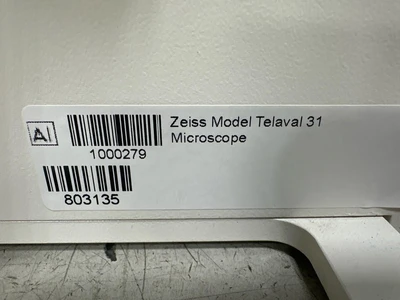 AI
Zeiss Model Telaval 31
Microscope
1000279
803135